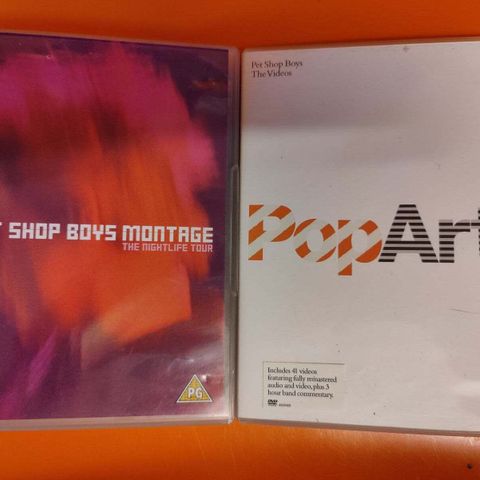 SHOP BOYS MONTAGE
THE NIGHTLIFE TOUR
PG
Pet Shop Boys
The Videos
PopArt
Includes 41 videos
featuring fully remastered
audio and video, plus 3
hour band commentary.
DVD